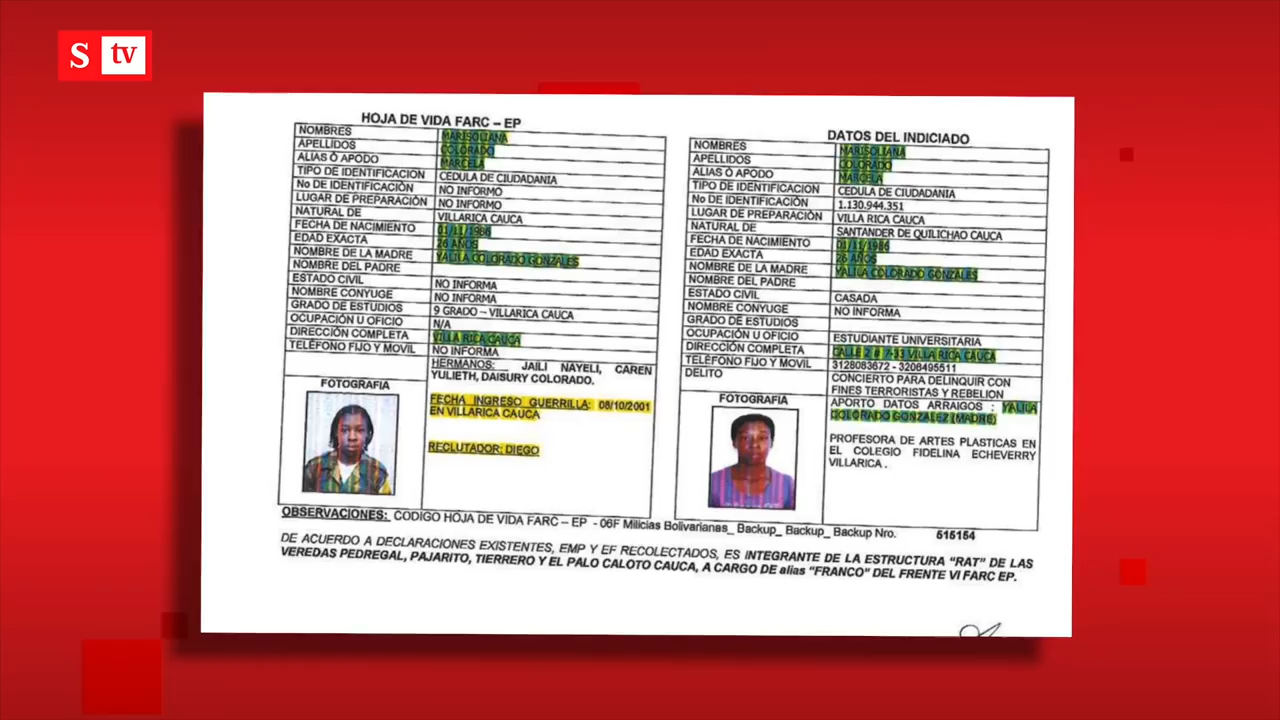 S tv
HOJA DE VIDA FARC – EP
NOMBRES MARISOLIANA
APELLIDOS COLORADO
ALIAS Ó APODO MARCELA
TIPO DE IDENTIFICACION CEDULA DE CIUDADANIA
No DE IDENTIFICACIÒN NO INFORMO
LUGAR DE PREPARACIÒN NO INFORMO
NATURAL DE VILLARICA CAUCA
FECHA DE NACIMIENTO 01/11/1986
EDAD EXACTA 26 AÑOS
NOMBRE DE LA MADRE YALILA COLORADO GONZALES
NOMBRE DEL PADRE
ESTADO CIVIL NO INFORMA
NOMBRE CONYUGE NO INFORMA
GRADO DE ESTUDIOS 9 GRADO – VILLARICA CAUCA
OCUPACIÓN U OFICIO N/A
DIRECCIÓN COMPLETA VILLA RICA CAUCA
TELÉFONO FIJO Y MOVIL NO INFORMA
HERMANOS: JAILI NAYELI, CAREN
YULIETH, DAISURY COLORADO.
FOTOGRAFIA
FECHA INGRESO GUERRILLA: 08/10/2001
EN VILLARICA CAUCA
RECLUTADOR: DIEGO
DATOS DEL INDICIADO
NOMBRES MARISOLIANA
APELLIDOS COLORADO
ALIAS Ò APODO MARCELA
TIPO DE IDENTIFICACION CEDULA DE CIUDADANIA
No DE IDENTIFICACIÒN 1.130.944.351
LUGAR DE PREPARACIÒN VILLA RICA CAUCA
NATURAL DE SANTANDER DE QUILICHAO CAUCA
FECHA DE NACIMIENTO 01/11/1986
EDAD EXACTA 26 AÑOS
NOMBRE DE LA MADRE YALILA COLORADO GONZALES
NOMBRE DEL PADRE
ESTADO CIVIL CASADA
NOMBRE CONYUGE NO INFORMA
GRADO DE ESTUDIOS
OCUPACIÓN U OFICIO ESTUDIANTE UNIVERSITARIA
DIRECCIÓN COMPLETA CALLE 2 # 7-33 VILLA RICA CAUCA
TELÉFONO FIJO Y MOVIL 3128083672 - 3206495511
DELITO CONCIERTO PARA DELINQUIR CON
FINES TERRORISTAS Y REBELION
FOTOGRAFIA
APORTO DATOS ARRAIGOS : YALILA
COLORADO GONZALEZ (MADRE)
PROFESORA DE ARTES PLASTICAS EN
EL COLEGIO FIDELINA ECHEVERRY
VILLARICA .
OBSERVACIONES: CODIGO HOJA DE VIDA FARC – EP - 06F Milicias Bolivarianas_ Backup_ Backup_ Backup Nro. 515154
DE ACUERDO A DECLARACIONES EXISTENTES, EMP Y EF RECOLECTADOS, ES INTEGRANTE DE LA ESTRUCTURA "RAT" DE LAS
VEREDAS PEDREGAL, PAJARITO, TIERRERO Y EL PALO CALOTO CAUCA, A CARGO DE alias "FRANCO" DEL FRENTE VI FARC EP.